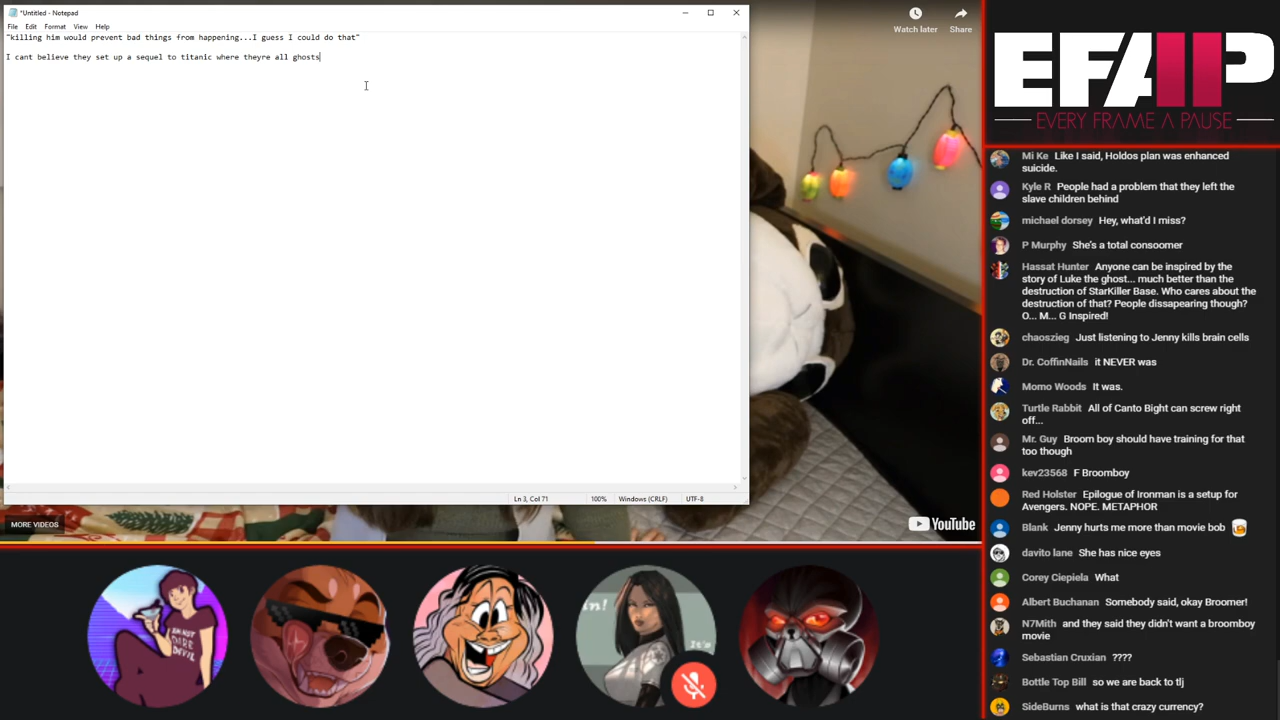 *Untitled - Notepad
File Edit Format View Help
"killing him would prevent bad things from happening...I guess I could do that"
I cant believe they set up a sequel to titanic where theyre all ghosts
Ln 3, Col 71
100%
Windows (CRLF)
UTF-8
Watch later
Share
MORE VIDEOS
YouTube
EFAP
EVERY FRAME A PAUSE
Mi Ke Like I said, Holdos plan was enhanced
suicide.
Kyle R People had a problem that they left the
slave children behind
michael dorsey Hey, what'd I miss?
P Murphy She's a total consoomer
Hassat Hunter Anyone can be inspired by the
story of Luke the ghost... much better than the
destruction of StarKiller Base. Who cares about the
destruction of that? People dissapearing though?
O... M... G Inspired!
chaoszieg Just listening to Jenny kills brain cells
Dr. CoffinNails it NEVER was
Momo Woods It was.
Turtle Rabbit All of Canto Bight can screw right
off...
Mr. Guy Broom boy should have training for that
too though
kev23568 F Broomboy
Red Holster Epilogue of Ironman is a setup for
Avengers. NOPE. METAPHOR
Blank Jenny hurts me more than movie bob
davito lane She has nice eyes
Corey Ciepiela What
Albert Buchanan Somebody said, okay Broomer!
N7Mith and they said they didn't want a broomboy
movie
Sebastian Cruxian ????
Bottle Top Bill so we are back to tlj
SideBurns what is that crazy currency?
I'M NOT
DARE
DEVIL
in!
It's